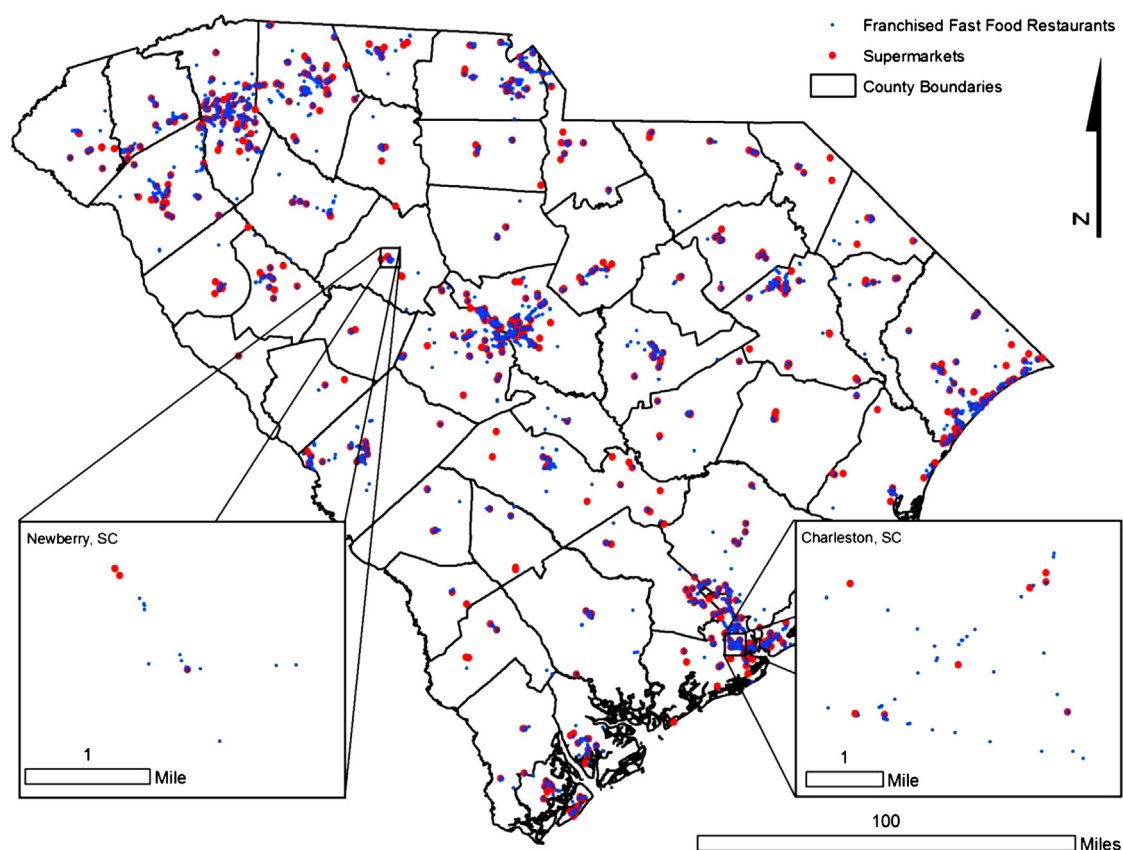 Franchised Fast Food Restaurants
Supermarkets
County Boundaries
N
Newberry, SC
1
Mile
Charleston, SC
1
Mile
100
Miles